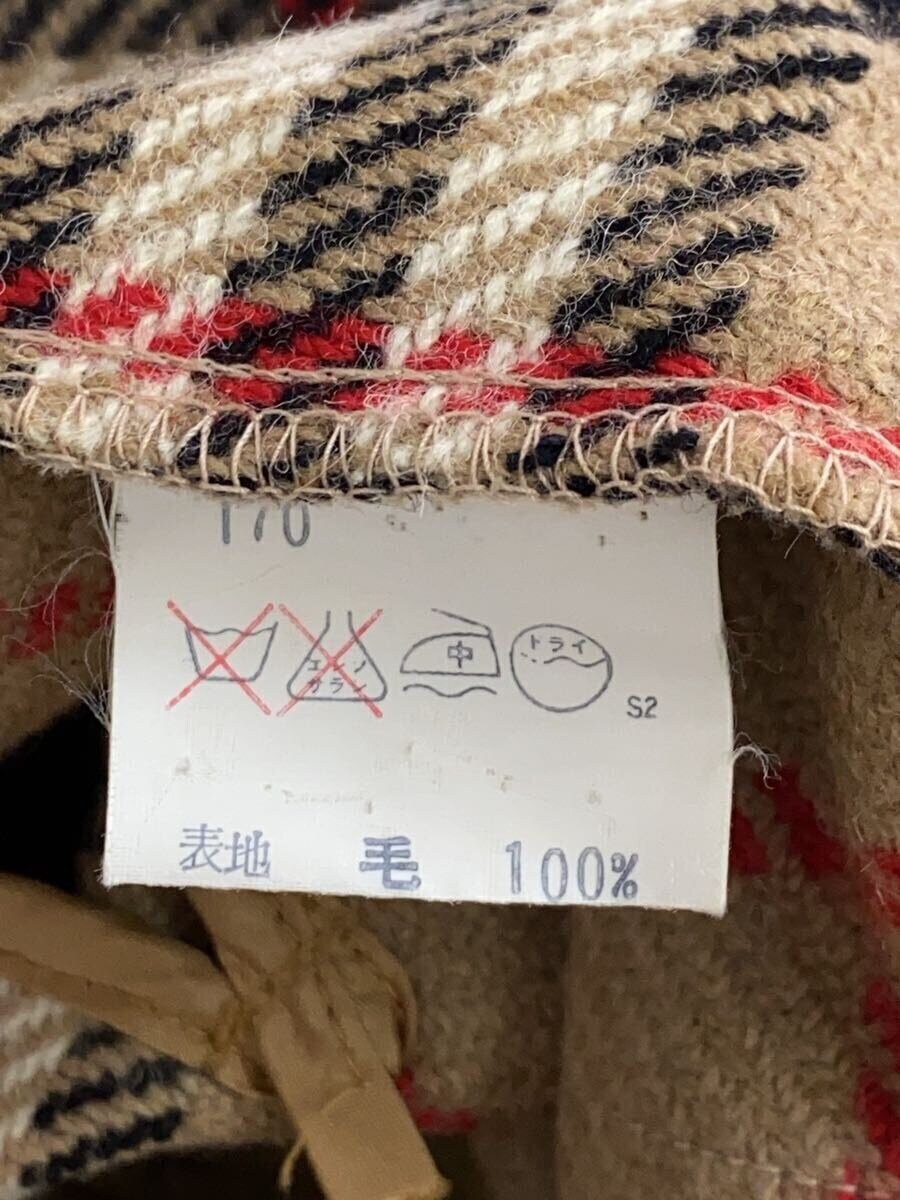 170
エンソ
サラシ
中
ドライ
S2
表地 毛 100%